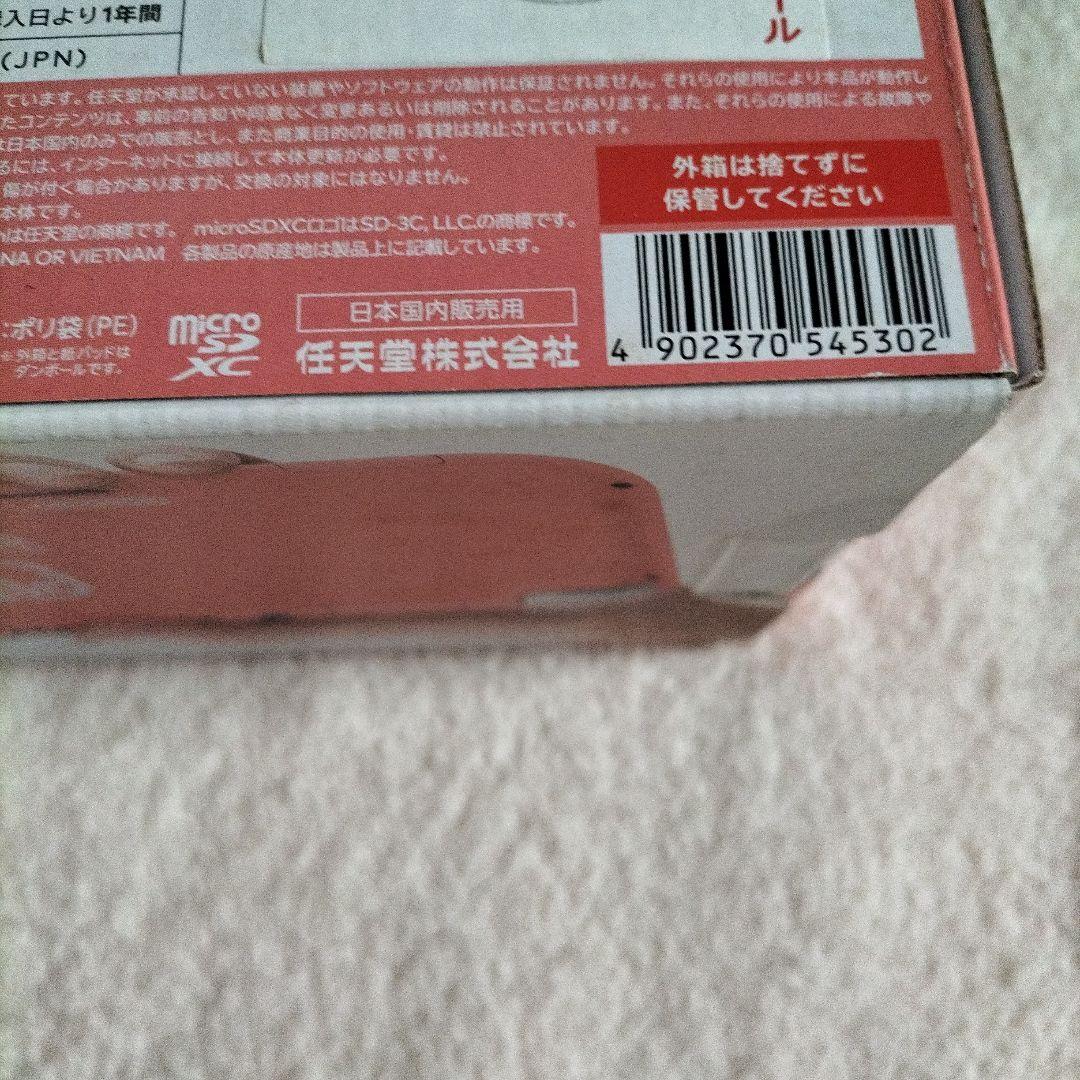 入日より1年間
(JPN)
ール
ています。任天堂が承認していない装置やソフトウェアの動作は保証されません。それらの使用により本品が動作し
たコンテンツは、事前の告知や同意なく変更あるいは削除されることがあります。また、それらの使用による故障や
は日本国内のみでの販売とし、また商業目的の使用・賃貸は禁止されています。
るには、インターネットに接続して本体更新が必要です。
傷が付く場合がありますが、交換の対象にはなりません。
本体です。
は任天堂の商標です。 microSDXCロゴはSD-3C, LLC.の商標です。
NA OR VIETNAM 各製品の原産地は製品上に記載しています。
外箱は捨てずに
保管してください
:ポリ袋(PE)
※外箱と紙パッドは
ダンボールです。
micro
SD
XC
日本国内販売用
任天堂株式会社
4 902370 545302